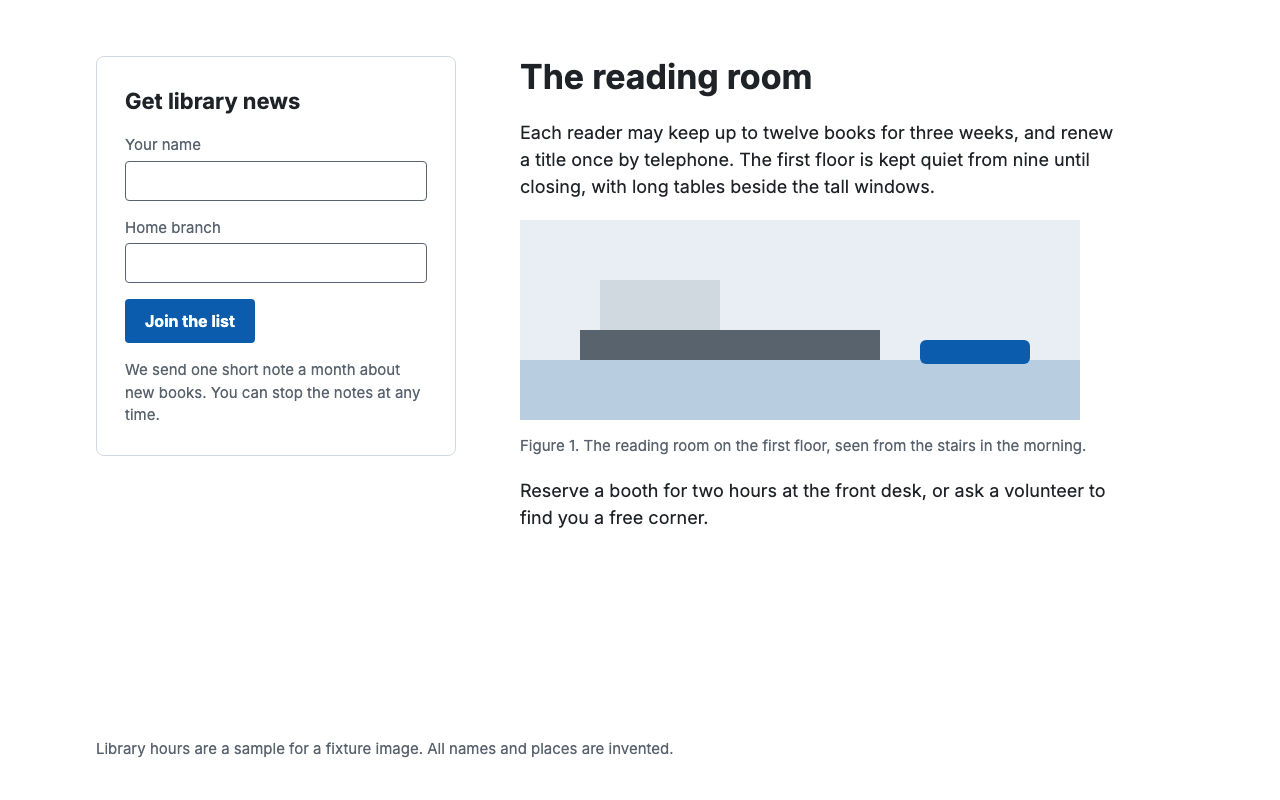 Get library news
Your name
Home branch
Join the list
We send one short note a month about
new books. You can stop the notes at any
time.
The reading room
Each reader may keep up to twelve books for three weeks, and renew
a title once by telephone. The first floor is kept quiet from nine until
closing, with long tables beside the tall windows.
Figure 1. The reading room on the first floor, seen from the stairs in the morning.
Reserve a booth for two hours at the front desk, or ask a volunteer to
find you a free corner.
Library hours are a sample for a fixture image. All names and places are invented.